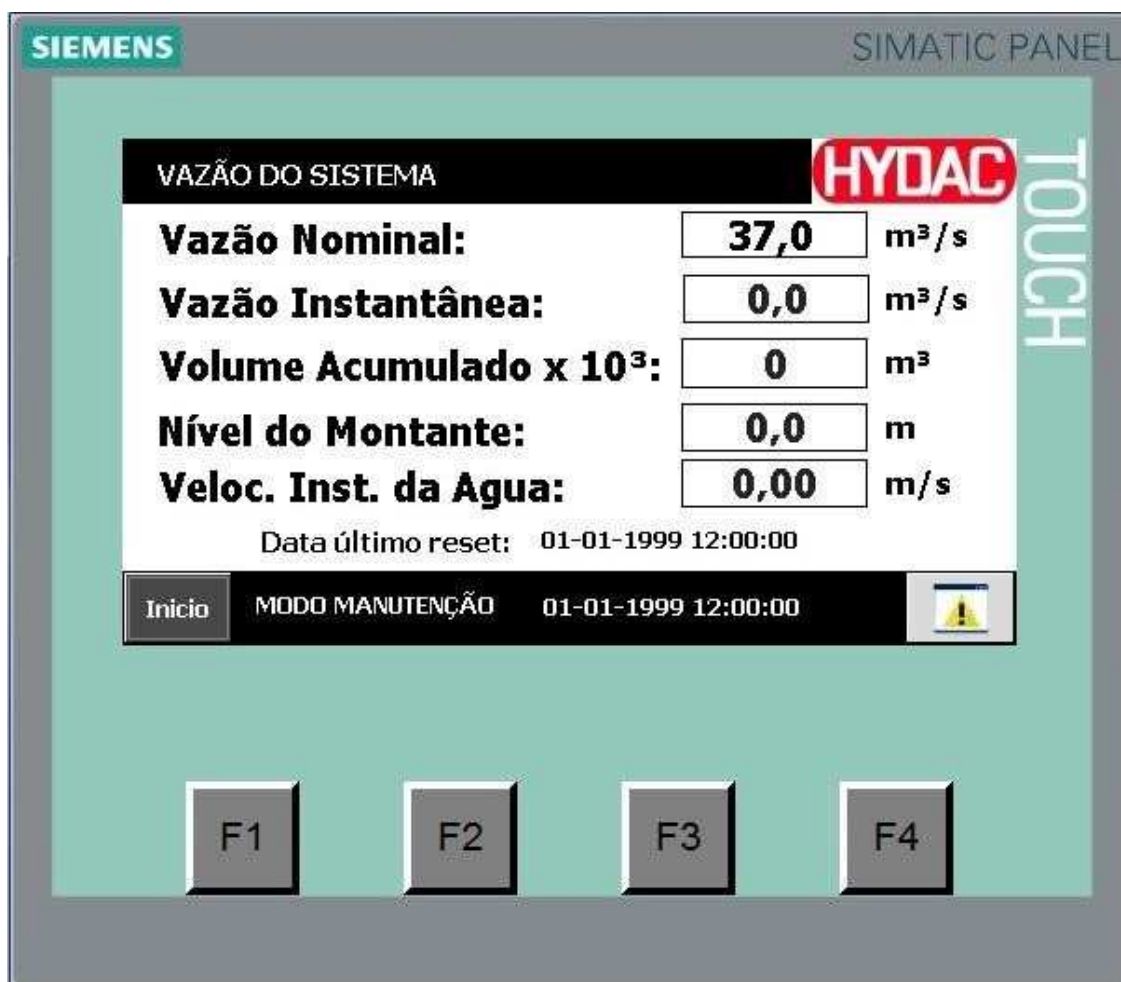 SIEMENS
SIMATIC PANEL
TOUCH
VAZÃO DO SISTEMA
HYDAC
Vazão Nominal: 37,0 m³/s
Vazão Instantânea: 0,0 m³/s
Volume Acumulado x 10³: 0 m³
Nível do Montante: 0,0 m
Veloc. Inst. da Agua: 0,00 m/s
Data último reset: 01-01-1999 12:00:00
Inicio MODO MANUTENÇÃO 01-01-1999 12:00:00
F1 F2 F3 F4